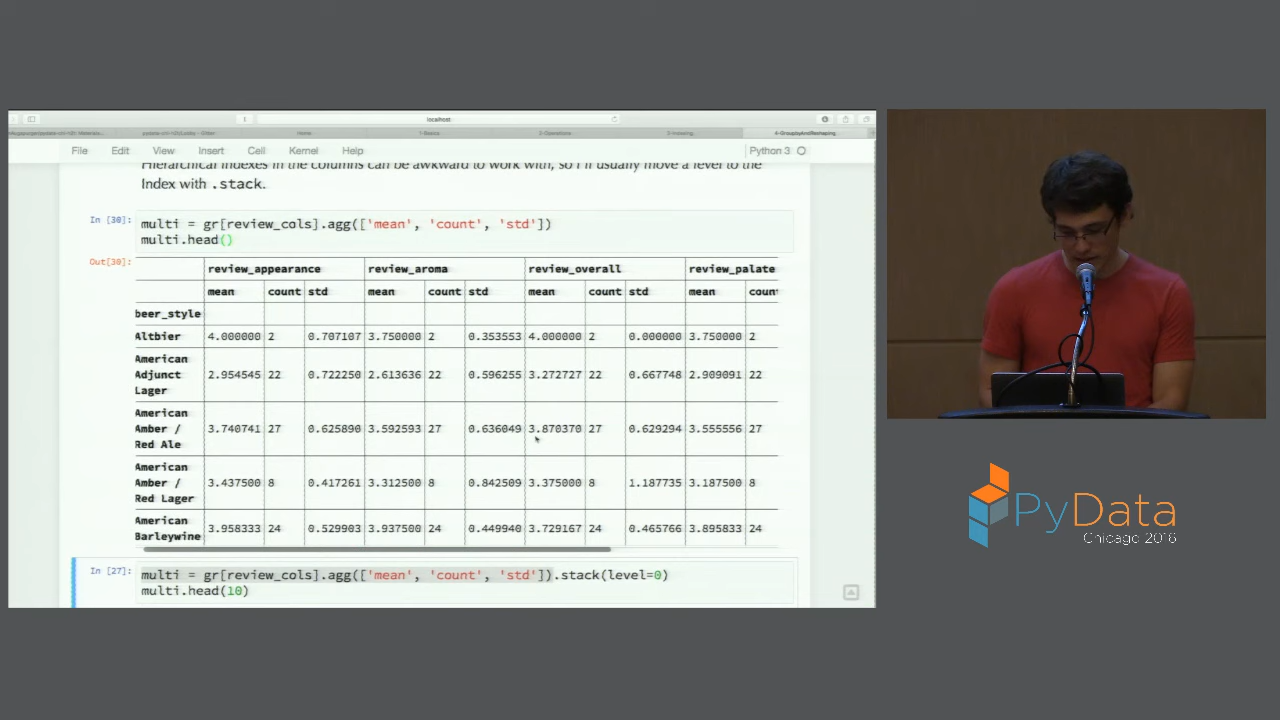 localhost
Home
1-Basics
2-Operations
3-Indexing
4-GroupbyAndReshaping
File Edit View Insert Cell Kernel Help Python 3
Hierarchical indexes in the columns can be awkward to work with, so I'll usually move a level to the
Index with .stack.
In [30]: multi = gr[review_cols].agg(['mean', 'count', 'std'])
multi.head()
Out[30]:
review_appearance review_aroma review_overall review_palate
mean count std mean count std mean count std mean count
beer_style
Altbier 4.000000 2 0.707107 3.750000 2 0.353553 4.000000 2 0.000000 3.750000 2
American
Adjunct 2.954545 22 0.722250 2.613636 22 0.596255 3.272727 22 0.667748 2.909091 22
Lager
American
Amber / 3.740741 27 0.625890 3.592593 27 0.636049 3.870370 27 0.629294 3.555556 27
Red Ale
American
Amber / 3.437500 8 0.417261 3.312500 8 0.842509 3.375000 8 1.187735 3.187500 8
Red Lager
American
Barleywine 3.958333 24 0.529903 3.937500 24 0.449940 3.729167 24 0.465766 3.895833 24
In [27]: multi = gr[review_cols].agg(['mean', 'count', 'std']).stack(level=0)
multi.head(10)
PyData
Chicago 2016